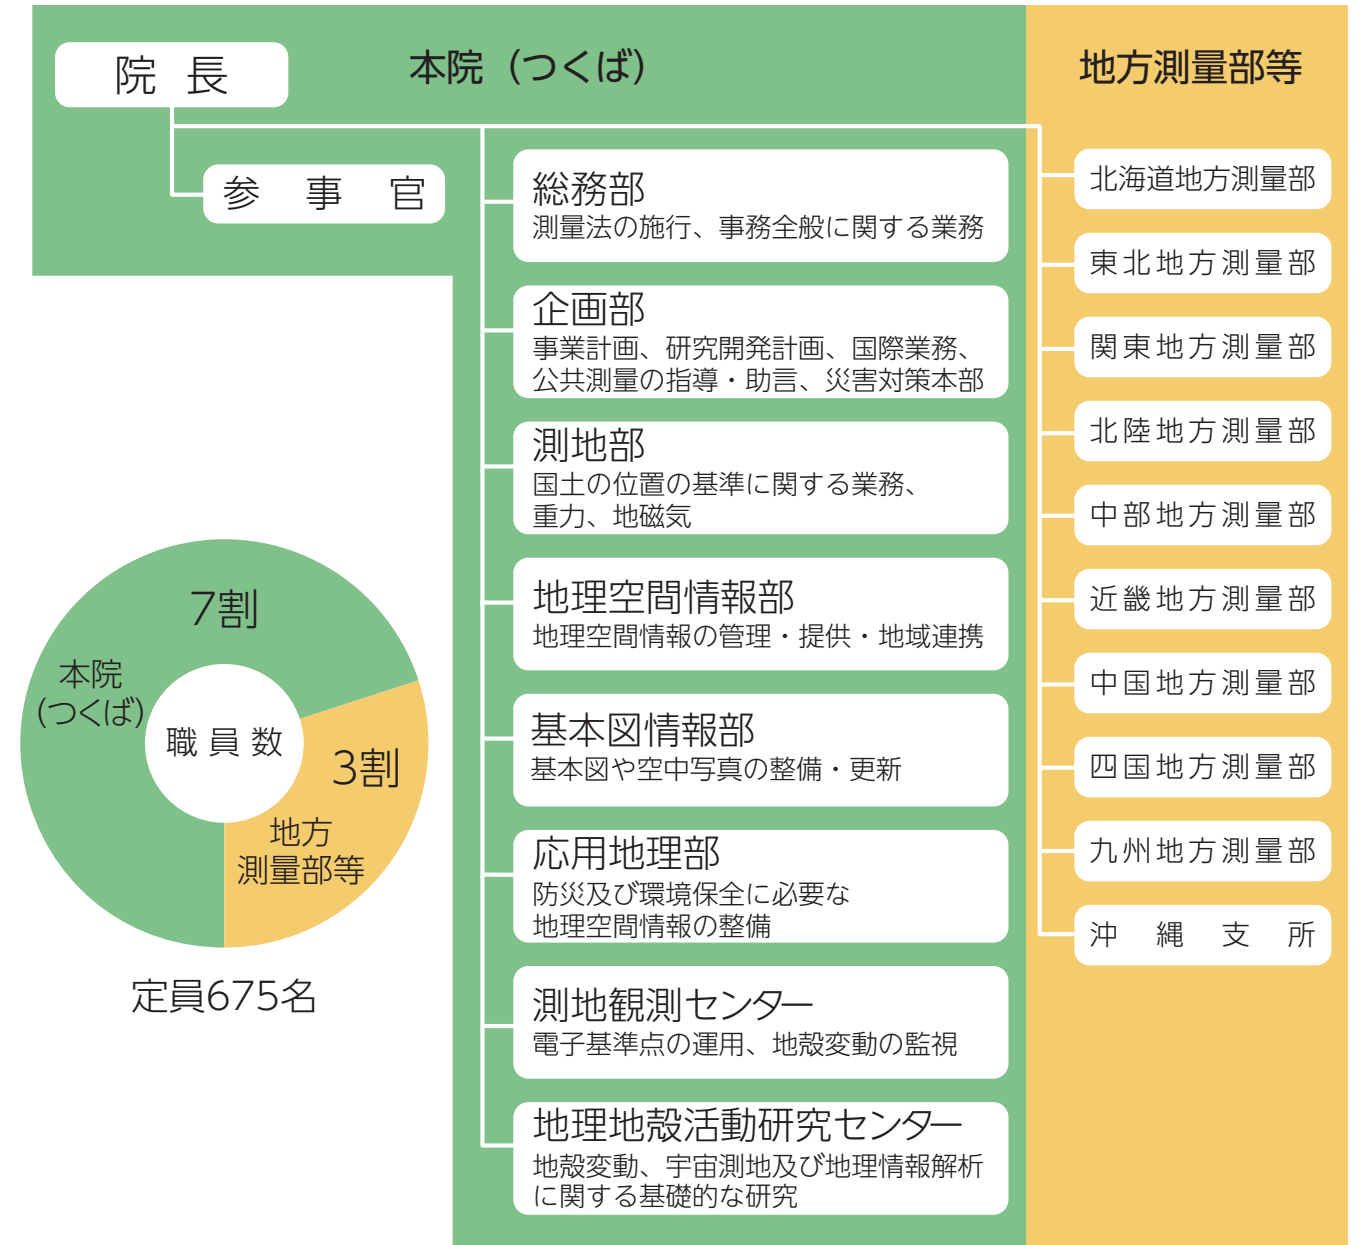 院長
参事官
本院（つくば）
総務部
測量法の施行、事務全般に関する業務
企画部
事業計画、研究開発計画、国際業務、
公共測量の指導・助言、災害対策本部
測地部
国土の位置の基準に関する業務、
重力、地磁気
地理空間情報部
地理空間情報の管理・提供・地域連携
基本図情報部
基本図や空中写真の整備・更新
応用地理部
防災及び環境保全に必要な
地理空間情報の整備
測地観測センター
電子基準点の運用、地殻変動の監視
地理地殻活動研究センター
地殻変動、宇宙測地及び地理情報解析
に関する基礎的な研究
地方測量部等
北海道地方測量部
東北地方測量部
関東地方測量部
北陸地方測量部
中部地方測量部
近畿地方測量部
中国地方測量部
四国地方測量部
九州地方測量部
沖縄支所
7割
本院
（つくば）
職員数
3割
地方
測量部等
定員675名